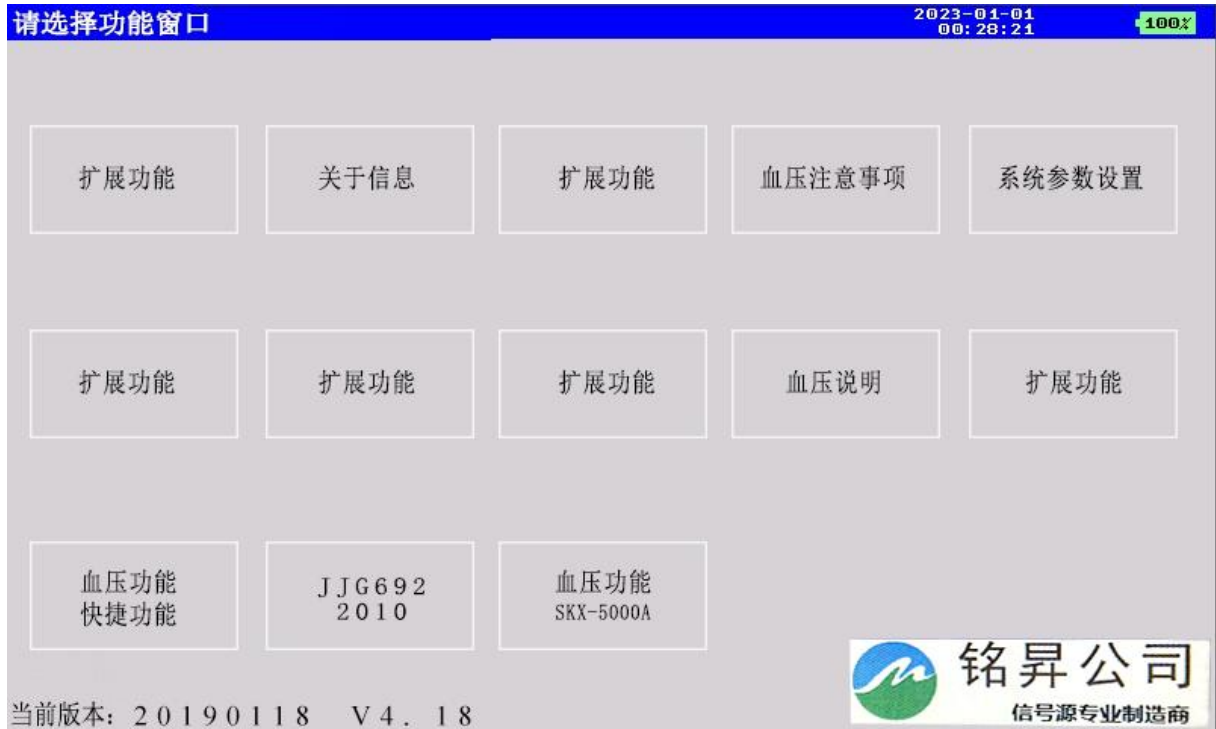 请选择功能窗口
2023-01-01
00:28:21
100%
扩展功能
关于信息
扩展功能
血压注意事项
系统参数设置
扩展功能
扩展功能
扩展功能
血压说明
扩展功能
血压功能
快捷功能
JJG692
2010
血压功能
SKX-5000A
铭昇公司
信号源专业制造商
当前版本: 20190118 V4. 18